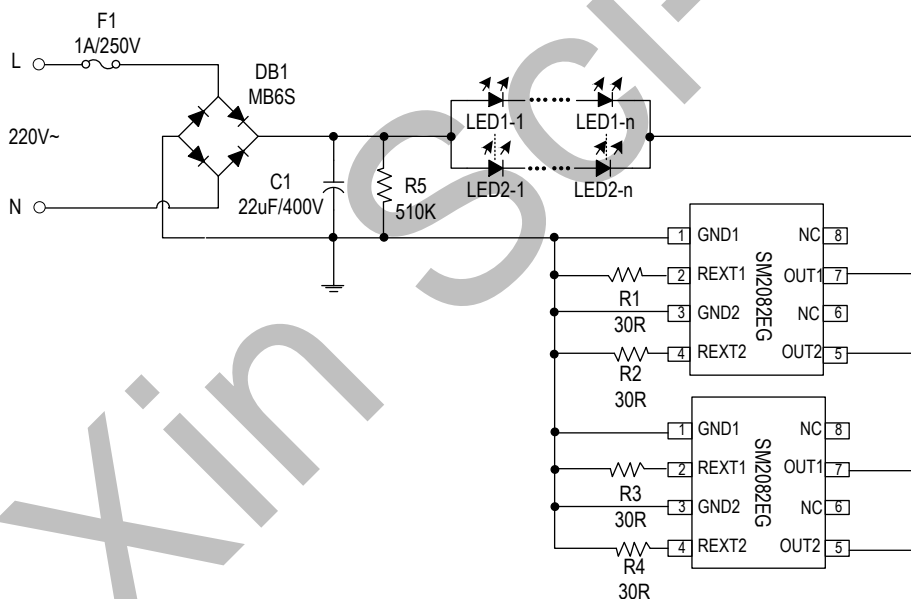 F1
1A/250V
L
DB1
MB6S
220V~
N
C1
22uF/400V
R5
510K
LED1-1
LED1-n
LED2-1
LED2-n
1 GND1 NC 8
2 REXT1 OUT1 7
3 GND2 NC 6
4 REXT2 OUT2 5
SM2082EG
R1
30R
R2
30R
1 GND1 NC 8
2 REXT1 OUT1 7
3 GND2 NC 6
4 REXT2 OUT2 5
SM2082EG
R3
30R
R4
30R
Xin Sci-